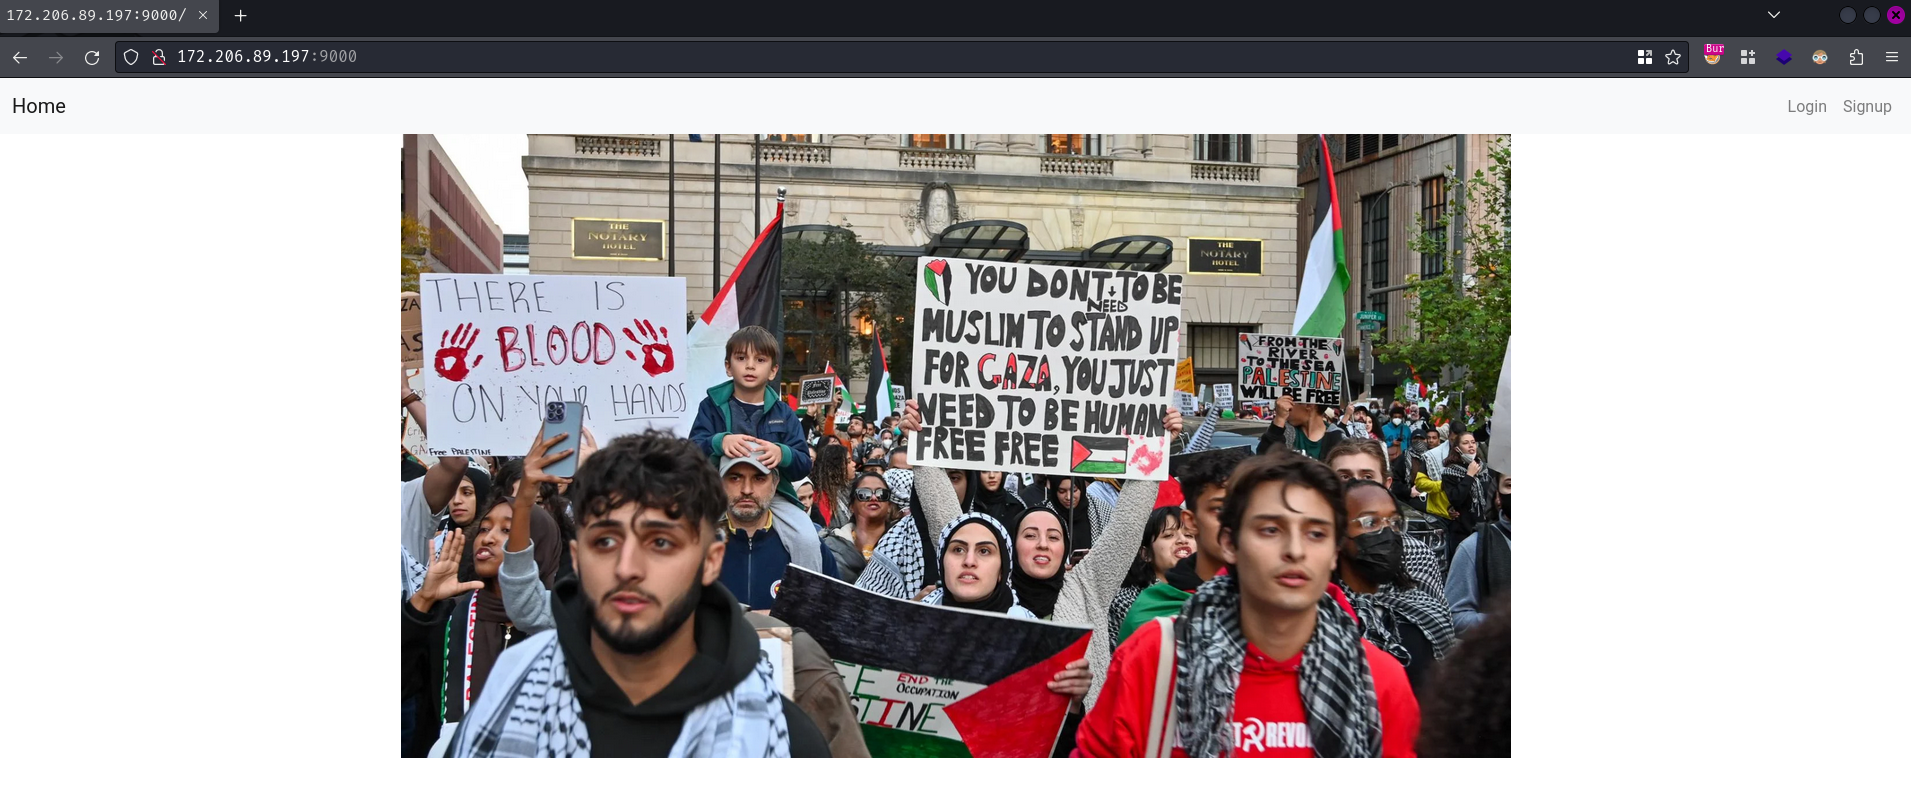 172.206.89.197:9000/
172.206.89.197:9000
Bur
Home
Login
Signup
THE
NOTARY
HOTEL
THE
NOTARY
HOTEL
THERE IS
BLOOD
ON YOUR HANDS
Free PALESTINE
YOU DONT TO BE
NEED
MUSLIM TO STAND UP
FOR GAZA, YOU JUST
NEED TO BE HUMAN
FREE FREE
FROM THE
RIVER
TO THE SEA
PALESTINE
WILL BE FREE
END THE
OCCUPATION